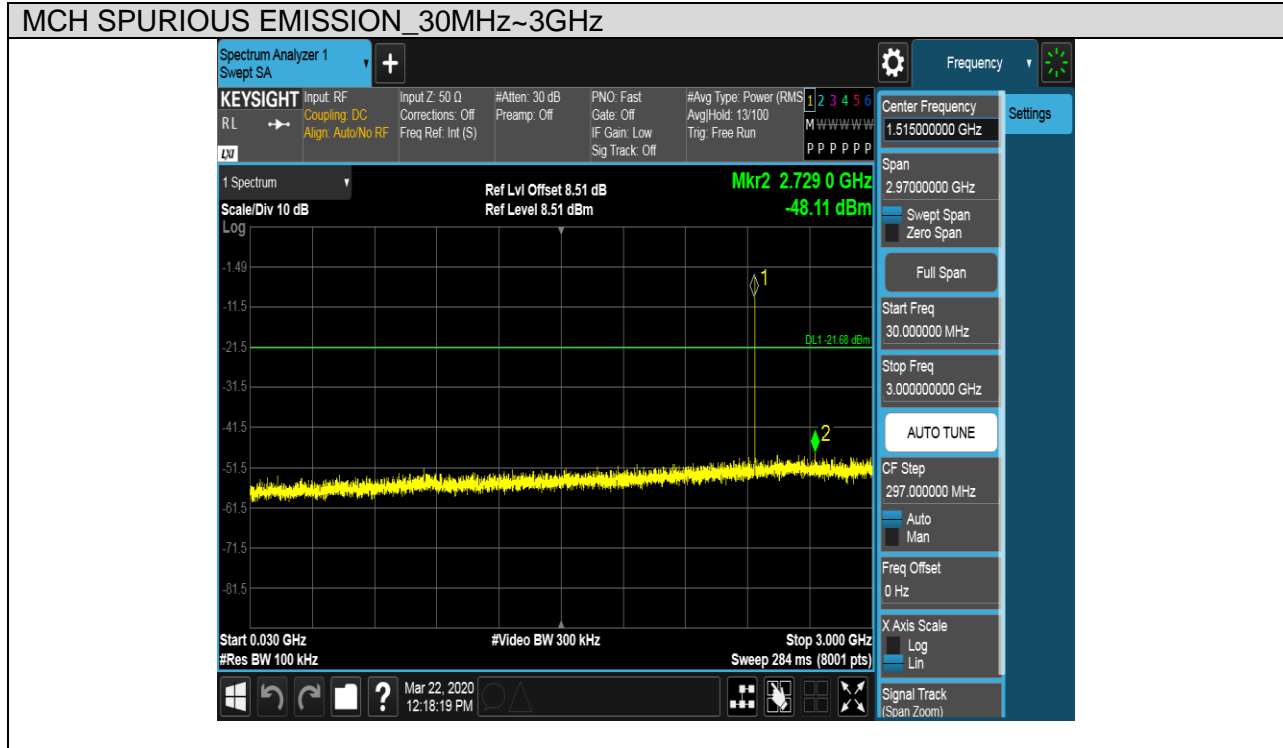 MCH SPURIOUS EMISSION_30MHz~3GHz
Spectrum Analyzer 1
Swept SA
+
Frequency
KEYSIGHT
RL
LXI
Input: RF
Coupling: DC
Align: Auto/No RF
Input Z: 50 Ω
Corrections: Off
Freq Ref: Int (S)
#Atten: 30 dB
Preamp: Off
PNO: Fast
Gate: Off
IF Gain: Low
Sig Track: Off
#Avg Type: Power (RMS
Avg|Hold: 13/100
Trig: Free Run
1 2 3 4 5 6
M W W W W W
P P P P P P
1 Spectrum
Scale/Div 10 dB
Log
Ref Lvl Offset 8.51 dB
Ref Level 8.51 dBm
Mkr2 2.729 0 GHz
-48.11 dBm
-1.49
-11.5
-21.5
-31.5
-41.5
-51.5
-61.5
-71.5
-81.5
1
DL1 -21.68 dBm
2
Start 0.030 GHz
#Res BW 100 kHz
#Video BW 300 kHz
Stop 3.000 GHz
Sweep 284 ms (8001 pts)
?
Mar 22, 2020
12:18:19 PM
Center Frequency
1.515000000 GHz
Settings
Span
2.97000000 GHz
Swept Span
Zero Span
Full Span
Start Freq
30.000000 MHz
Stop Freq
3.000000000 GHz
AUTO TUNE
CF Step
297.000000 MHz
Auto
Man
Freq Offset
0 Hz
X Axis Scale
Log
Lin
Signal Track
(Span Zoom)